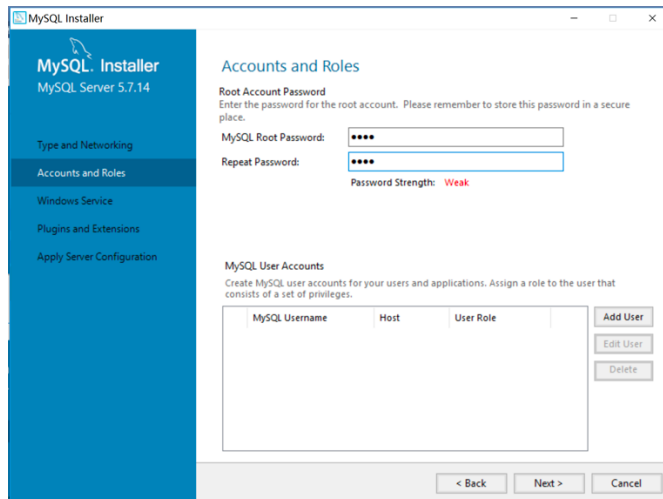 MySQL Installer
MySQL. Installer
MySQL Server 5.7.14
Type and Networking
Accounts and Roles
Windows Service
Plugins and Extensions
Apply Server Configuration
Accounts and Roles
Root Account Password
Enter the password for the root account. Please remember to store this password in a secure
place.
MySQL Root Password: ••••
Repeat Password: ••••
Password Strength: Weak
MySQL User Accounts
Create MySQL user accounts for your users and applications. Assign a role to the user that
consists of a set of privileges.
MySQL Username Host User Role
Add User
Edit User
Delete
< Back Next > Cancel